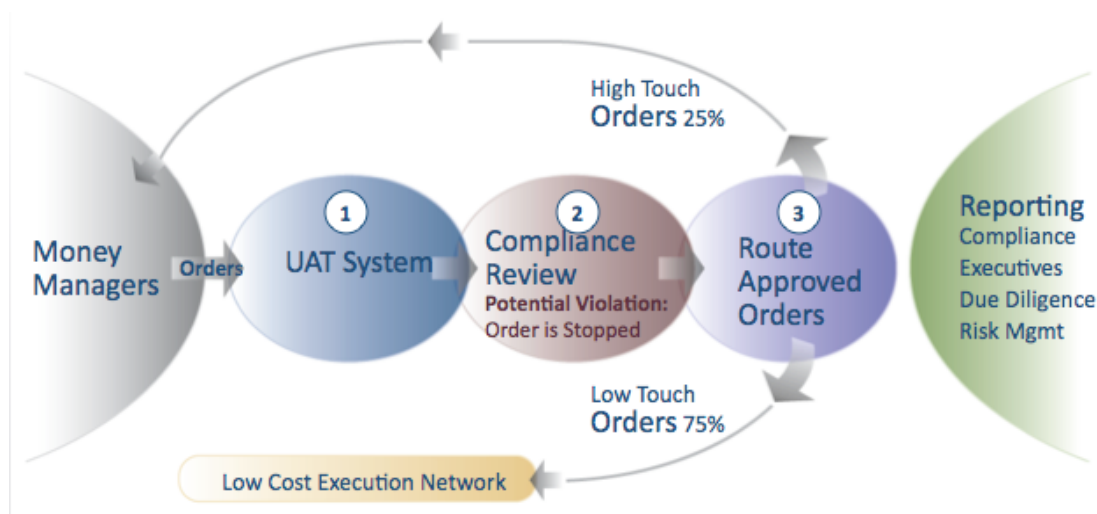 High Touch
Orders 25%
Money
Managers
Orders
1
UAT System
2
Compliance
Review
Potential Violation:
Order is Stopped
3
Route
Approved
Orders
Reporting
Compliance
Executives
Due Diligence
Risk Mgmt
Low Touch
Orders 75%
Low Cost Execution Network